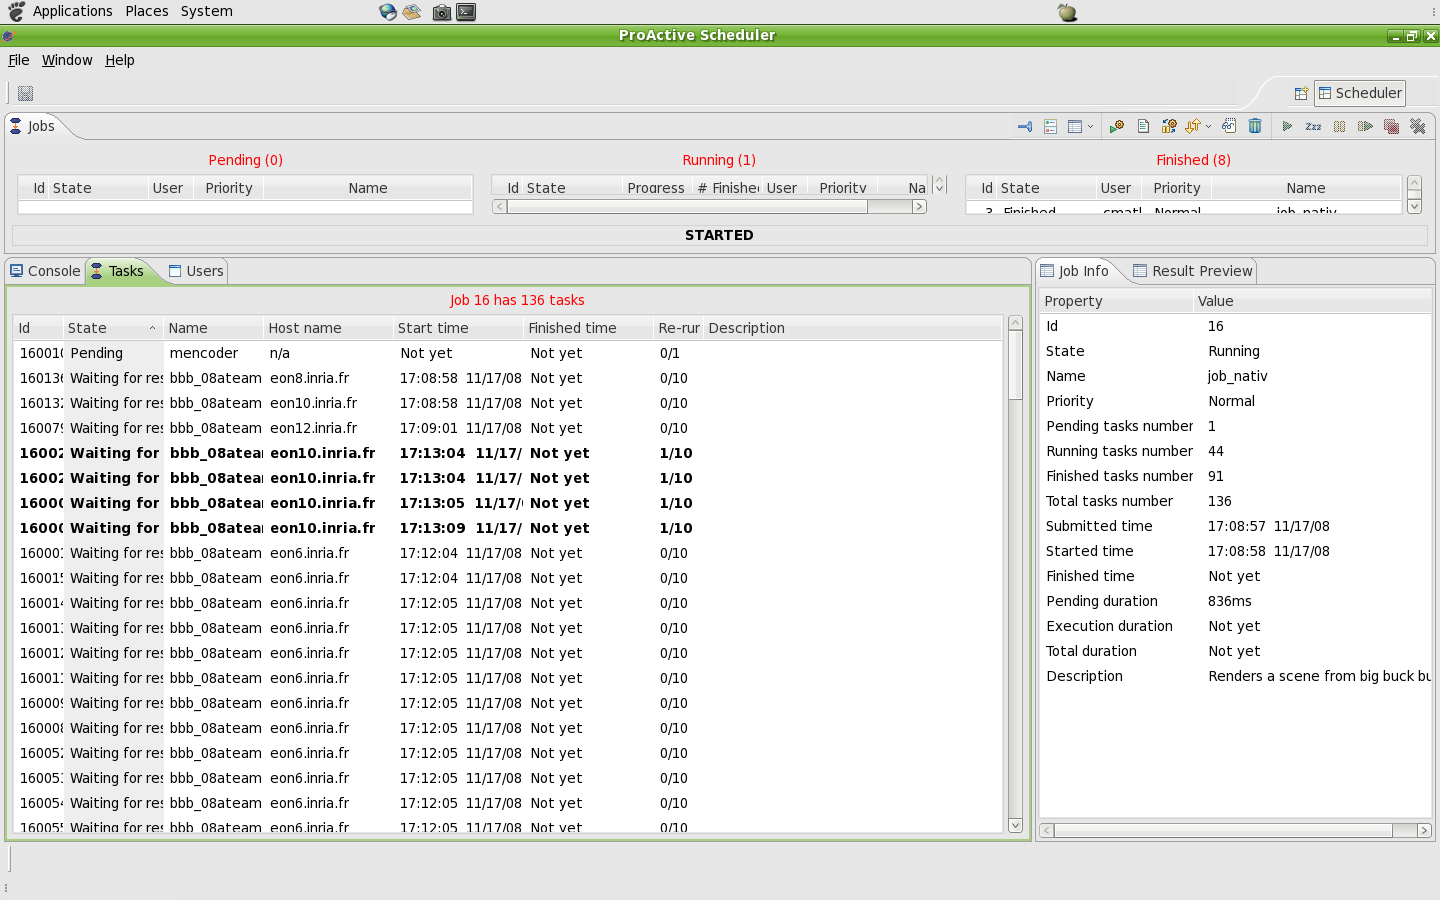 Applications Places System
ProActive Scheduler
File Window Help
Scheduler
Jobs
Zzz
Pending (0) Running (1) Finished (8)
Id State User Priority Name
Id State Progress # Finishe User Priority Na
Id State User Priority Name
3 Finished cmatl Normal job_nativ
STARTED
Console Tasks Users
Job 16 has 136 tasks
Id State Name Host name Start time Finished time Re-rur Description
16001 Pending mencoder n/a Not yet Not yet 0/1
160136 Waiting for res bbb_08ateam eon8.inria.fr 17:08:58 11/17/08 Not yet 0/10
160132 Waiting for res bbb_08ateam eon10.inria.fr 17:08:58 11/17/08 Not yet 0/10
160079 Waiting for res bbb_08ateam eon12.inria.fr 17:09:01 11/17/08 Not yet 0/10
16002 Waiting for bbb_08atea eon10.inria.fr 17:13:04 11/17/ Not yet 1/10
16002 Waiting for bbb_08atea eon10.inria.fr 17:13:04 11/17/ Not yet 1/10
16000 Waiting for bbb_08atea eon10.inria.fr 17:13:05 11/17/ Not yet 1/10
16000 Waiting for bbb_08atea eon10.inria.fr 17:13:09 11/17/ Not yet 1/10
16000 Waiting for res bbb_08ateam eon6.inria.fr 17:12:04 11/17/08 Not yet 0/10
160015 Waiting for res bbb_08ateam eon6.inria.fr 17:12:04 11/17/08 Not yet 0/10
160014 Waiting for res bbb_08ateam eon6.inria.fr 17:12:05 11/17/08 Not yet 0/10
160013 Waiting for res bbb_08ateam eon6.inria.fr 17:12:05 11/17/08 Not yet 0/10
160012 Waiting for res bbb_08ateam eon6.inria.fr 17:12:05 11/17/08 Not yet 0/10
160011 Waiting for res bbb_08ateam eon6.inria.fr 17:12:05 11/17/08 Not yet 0/10
160009 Waiting for res bbb_08ateam eon6.inria.fr 17:12:05 11/17/08 Not yet 0/10
160008 Waiting for res bbb_08ateam eon6.inria.fr 17:12:05 11/17/08 Not yet 0/10
160052 Waiting for res bbb_08ateam eon6.inria.fr 17:12:05 11/17/08 Not yet 0/10
160053 Waiting for res bbb_08ateam eon6.inria.fr 17:12:05 11/17/08 Not yet 0/10
160054 Waiting for res bbb_08ateam eon6.inria.fr 17:12:05 11/17/08 Not yet 0/10
160055 Waiting for res bbb_08ateam eon6.inria.fr 17:12:05 11/17/08 Not yet 0/10
Job Info Result Preview
Property Value
Id 16
State Running
Name job_nativ
Priority Normal
Pending tasks number 1
Running tasks number 44
Finished tasks number 91
Total tasks number 136
Submitted time 17:08:57 11/17/08
Started time 17:08:58 11/17/08
Finished time Not yet
Pending duration 836ms
Execution duration Not yet
Total duration Not yet
Description Renders a scene from big buck bu